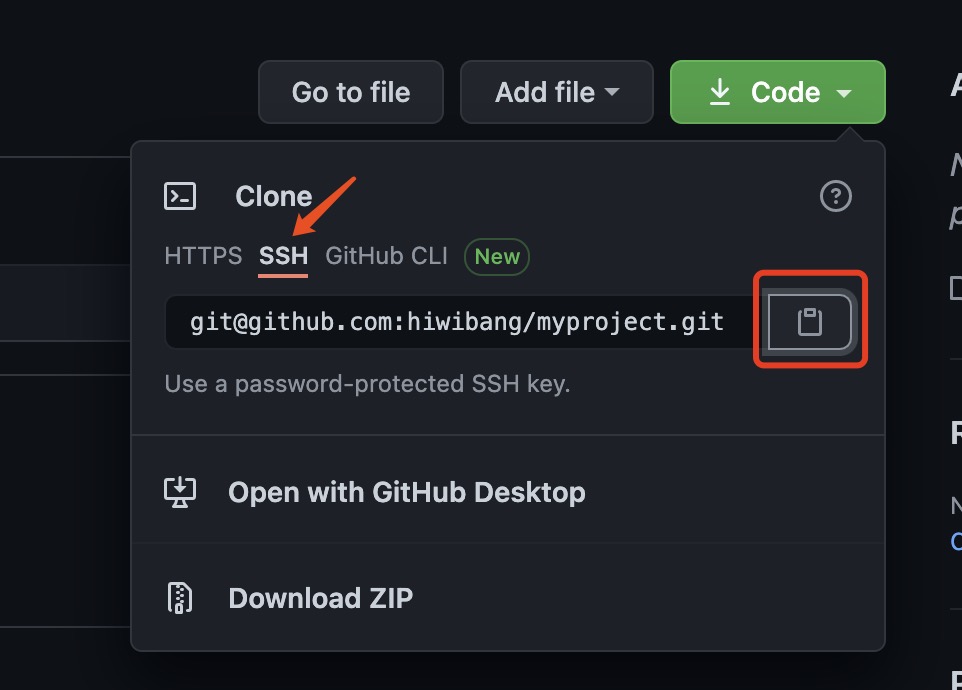 Go to file Add file Code
Clone
HTTPS SSH GitHub CLI New
git@github.com:hiwibang/myproject.git
Use a password-protected SSH key.
Open with GitHub Desktop
Download ZIP